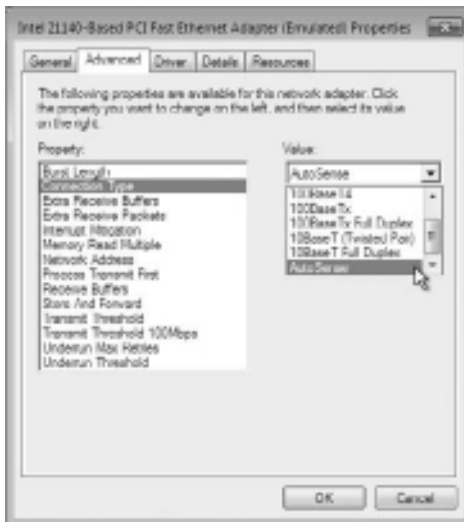 Intel 21140-Based PCI Fast Ethernet Adapter (Emulated) Properties
General Advanced Driver Details Resources
The following properties are available for this network adapter. Click
the property you want to change on the left, and then select its value
on the right.
Property:
Burst Length
Connection Type
Extra Receive Buffers
Extra Receive Packets
Interrupt Mitigation
Memory Read Multiple
Network Address
Process Transmit First
Receive Buffers
Store And Forward
Transmit Threshold
Transmit Threshold 100Mbps
Underrun Max Retries
Underrun Threshold
Value:
AutoSense
100BaseT4
100BaseTx
100BaseTx Full Duplex
10BaseT (Twisted Pair)
10BaseT Full Duplex
AutoSense
OK Cancel